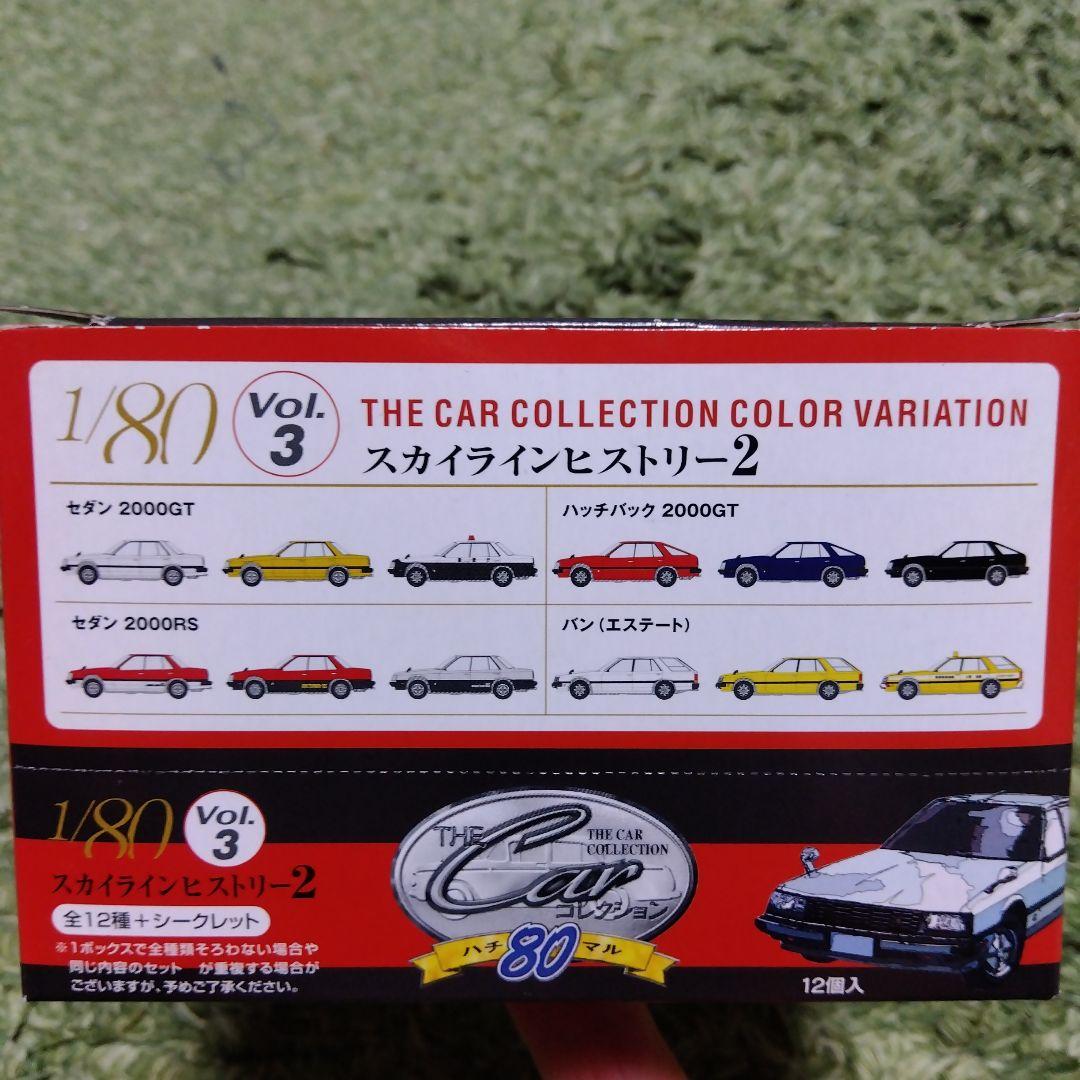 1/80
Vol.
3
THE CAR COLLECTION COLOR VARIATION
スカイラインヒストリー2
セダン 2000GT
ハッチバック 2000GT
セダン 2000RS
バン（エステート）
1/80
Vol.
3
スカイラインヒストリー2
全12種＋シークレット
※1ボックスで全種類そろわない場合や
同じ内容のセット が重複する場合が
ございますが、予めご了承ください。
THE Car
THE CAR
COLLECTION
コレクション
ハチ 80 マル
12個入